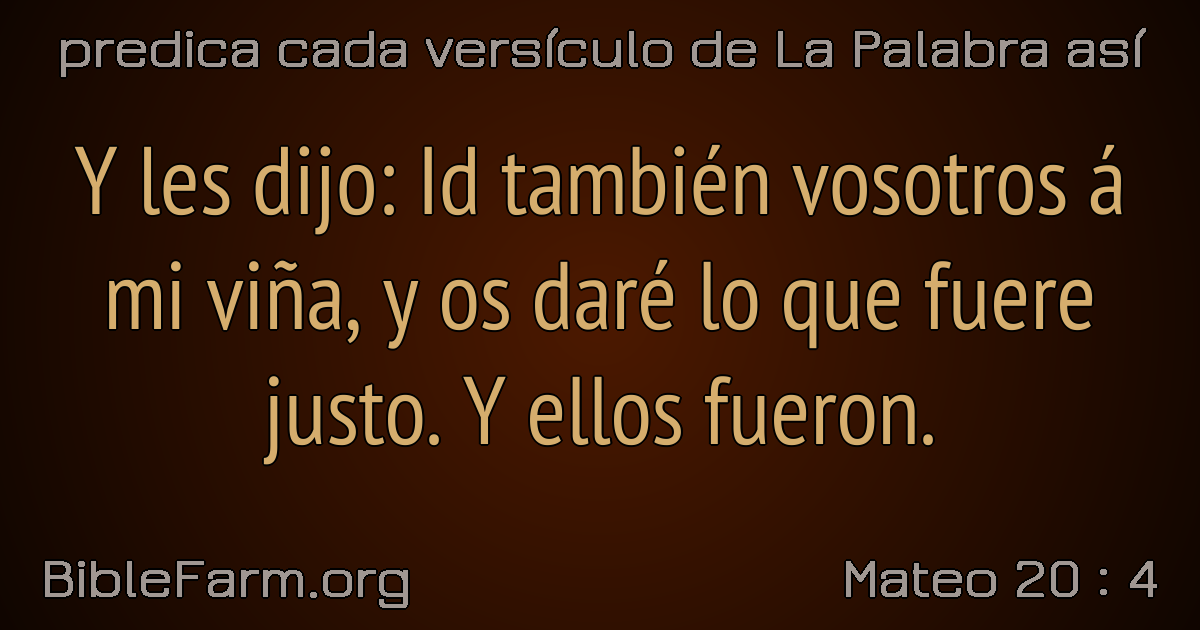 predica cada versículo de La Palabra así
Y les dijo: Id también vosotros á
mi viña, y os daré lo que fuere
justo. Y ellos fueron.
BibleFarm.org
Mateo 20 : 4